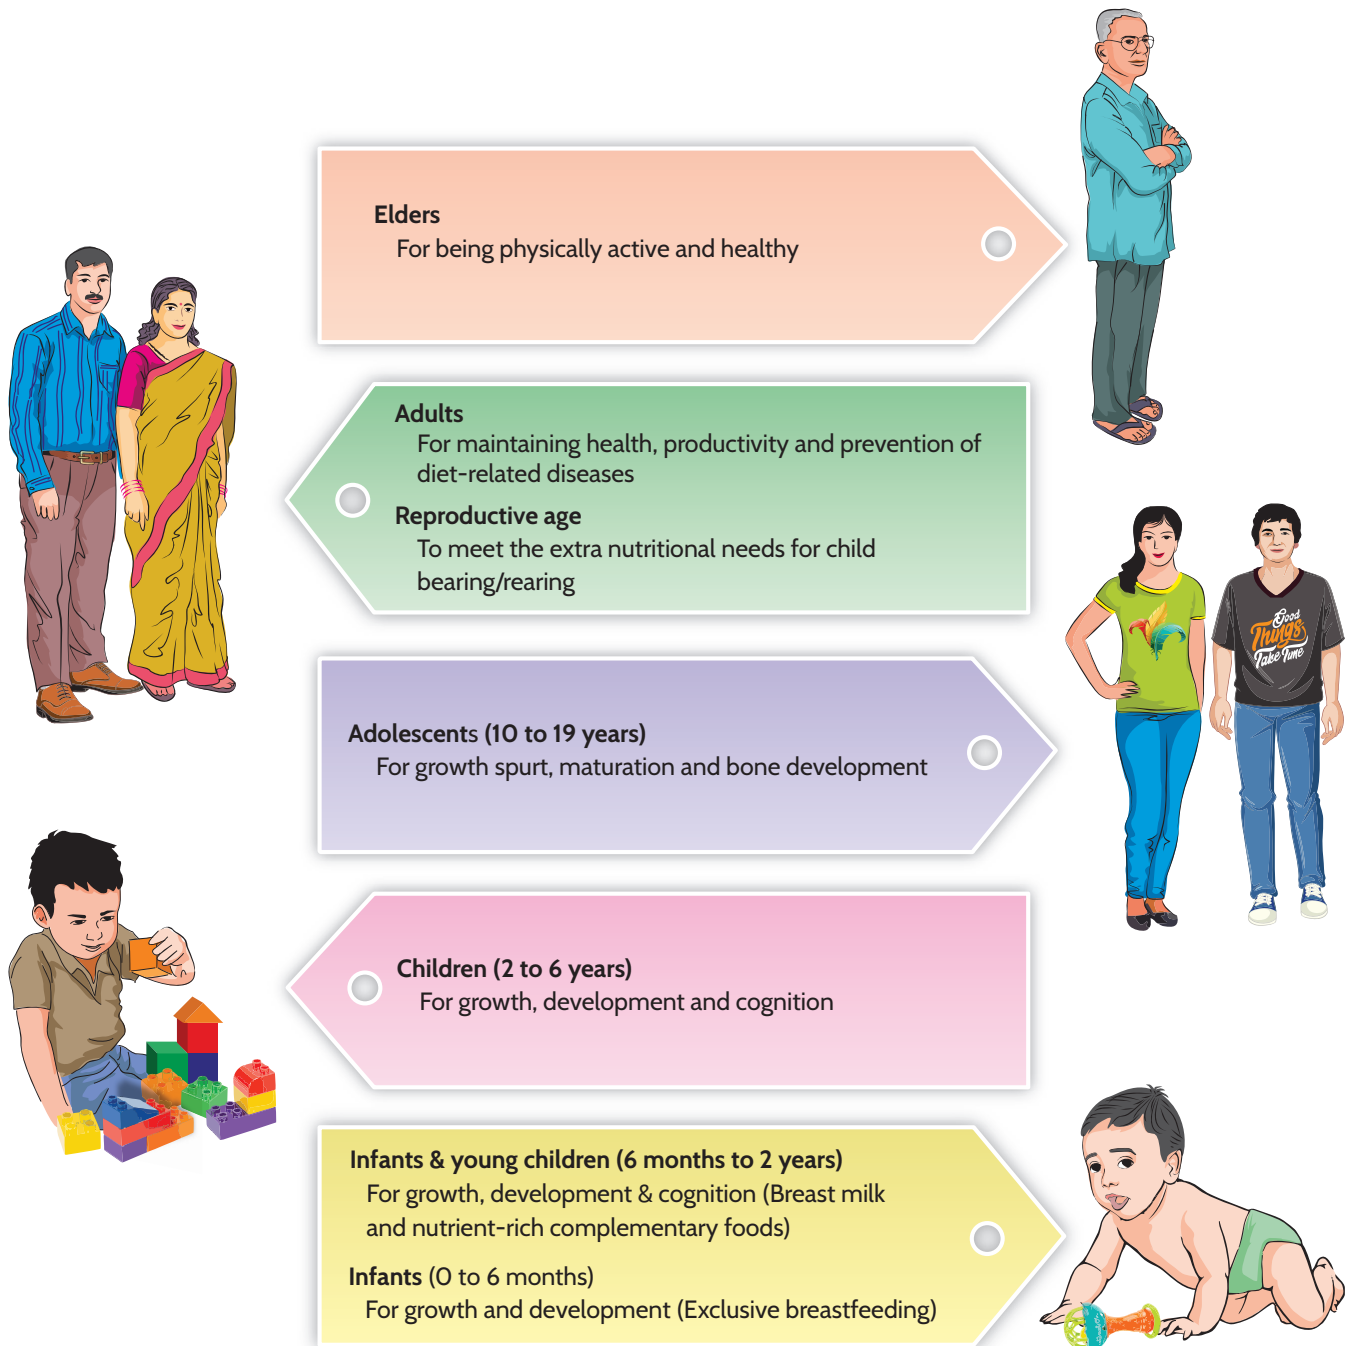 Elders
For being physically active and healthy
Adults
For maintaining health, productivity and prevention of
diet-related diseases
Reproductive age
To meet the extra nutritional needs for child
bearing/rearing
Good
Things
Take Time
Adolescents (10 to 19 years)
For growth spurt, maturation and bone development
Children (2 to 6 years)
For growth, development and cognition
Infants & young children (6 months to 2 years)
For growth, development & cognition (Breast milk
and nutrient-rich complementary foods)
Infants (0 to 6 months)
For growth and development (Exclusive breastfeeding)